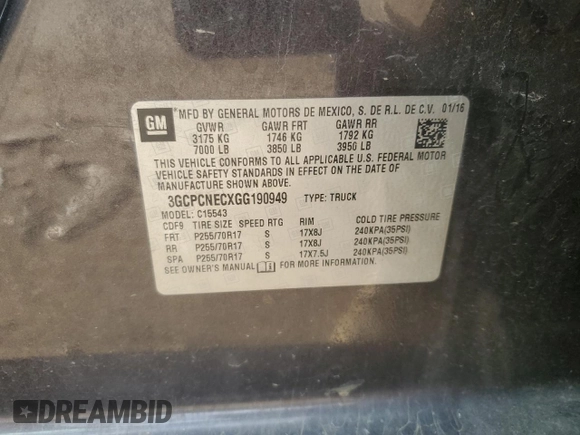 GM
MFD BY GENERAL MOTORS DE MEXICO, S. DE R.L. DE C.V. 01/16
GVWR GAWR FRT GAWR RR
3175 KG 1746 KG 1792 KG
7000 LB 3850 LB 3950 LB
THIS VEHICLE CONFORMS TO ALL APPLICABLE U.S. FEDERAL MOTOR
VEHICLE SAFETY STANDARDS IN EFFECT ON THE DATE OF
MANUFACTURE SHOWN ABOVE.
3GCPCNECXGG190949 TYPE: TRUCK
MODEL: C15543
CDF9 TIRE SIZE SPEED RTG RIM COLD TIRE PRESSURE
FRT P255/70R17 S 17X8J 240KPA(35PSI)
RR P255/70R17 S 17X8J 240KPA(35PSI)
SPA P255/70R17 S 17X7.5J 240KPA(35PSI)
SEE OWNER'S MANUAL FOR MORE INFORMATION.
DREAMBID